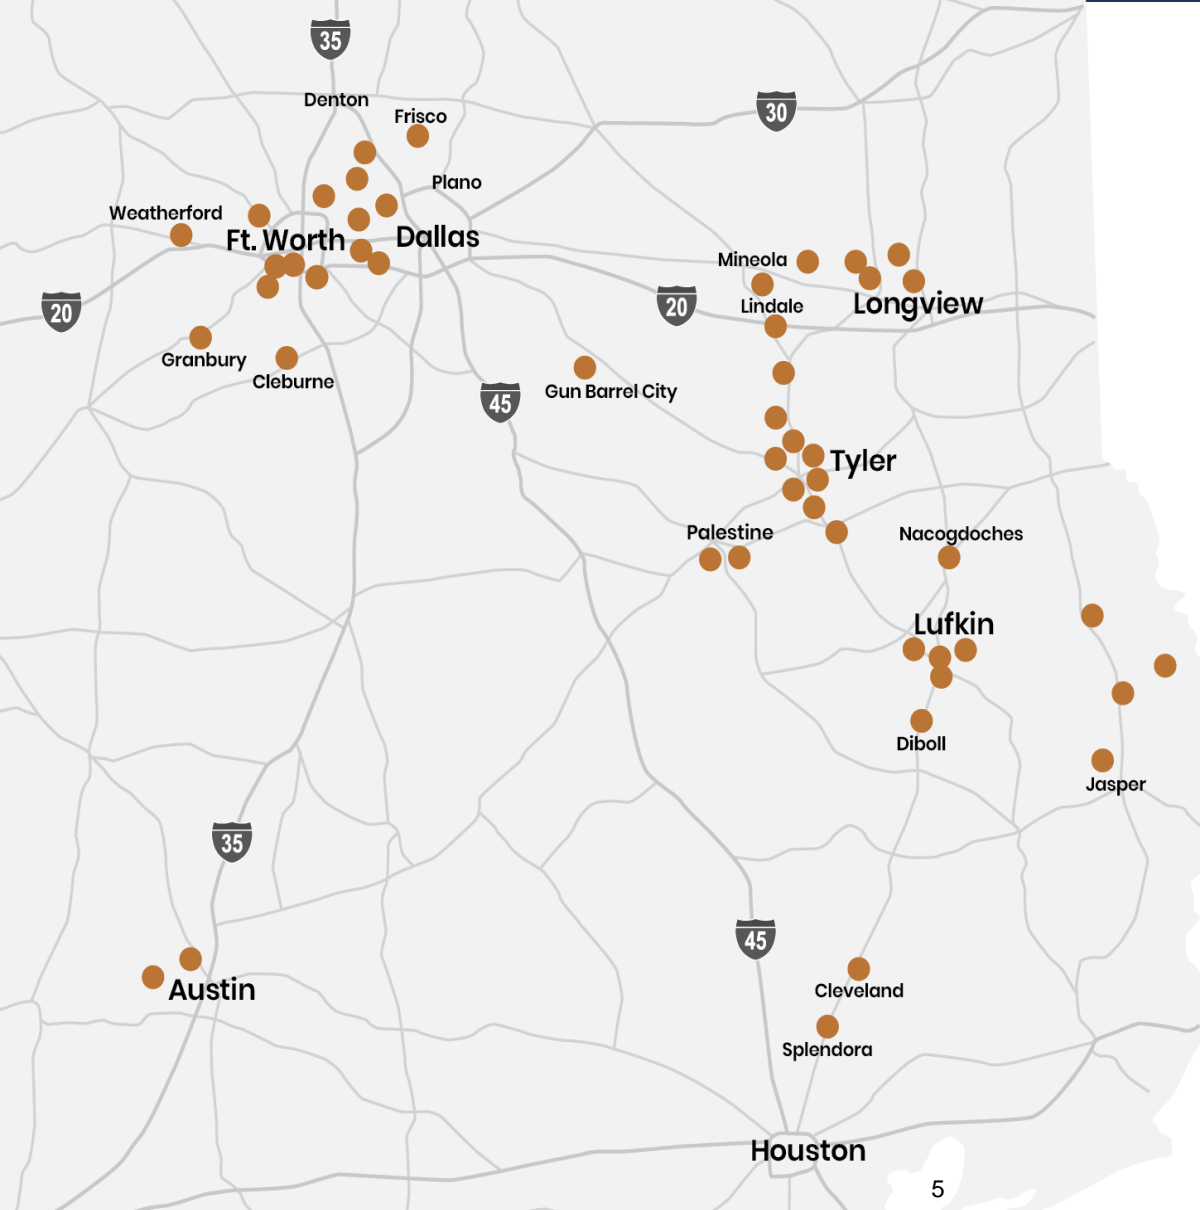 35
Denton
Frisco
30
Plano
Weatherford
Ft. Worth
Dallas
Mineola
20
20
Lindale
Longview
Granbury
Cleburne
45
Gun Barrel City
Tyler
Palestine
Nacogdoches
Lufkin
Diboll
Jasper
35
45
Austin
Cleveland
Splendora
Houston
5